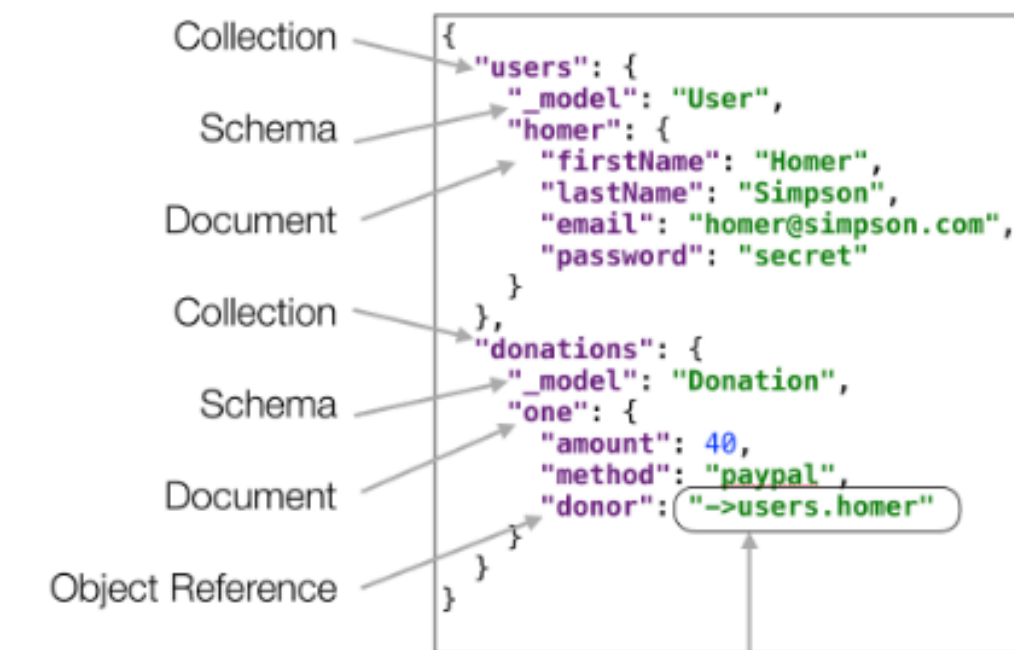 Collection
Schema
Document
Collection
Schema
Document
Object Reference
{
"users": {
"_model": "User",
"homer": {
"firstName": "Homer",
"lastName": "Simpson",
"email": "homer@simpson.com",
"password": "secret"
}
},
"donations": {
"_model": "Donation",
"one": {
"amount": 40,
"method": "paypal",
"donor": "->users.homer"
}
}
}